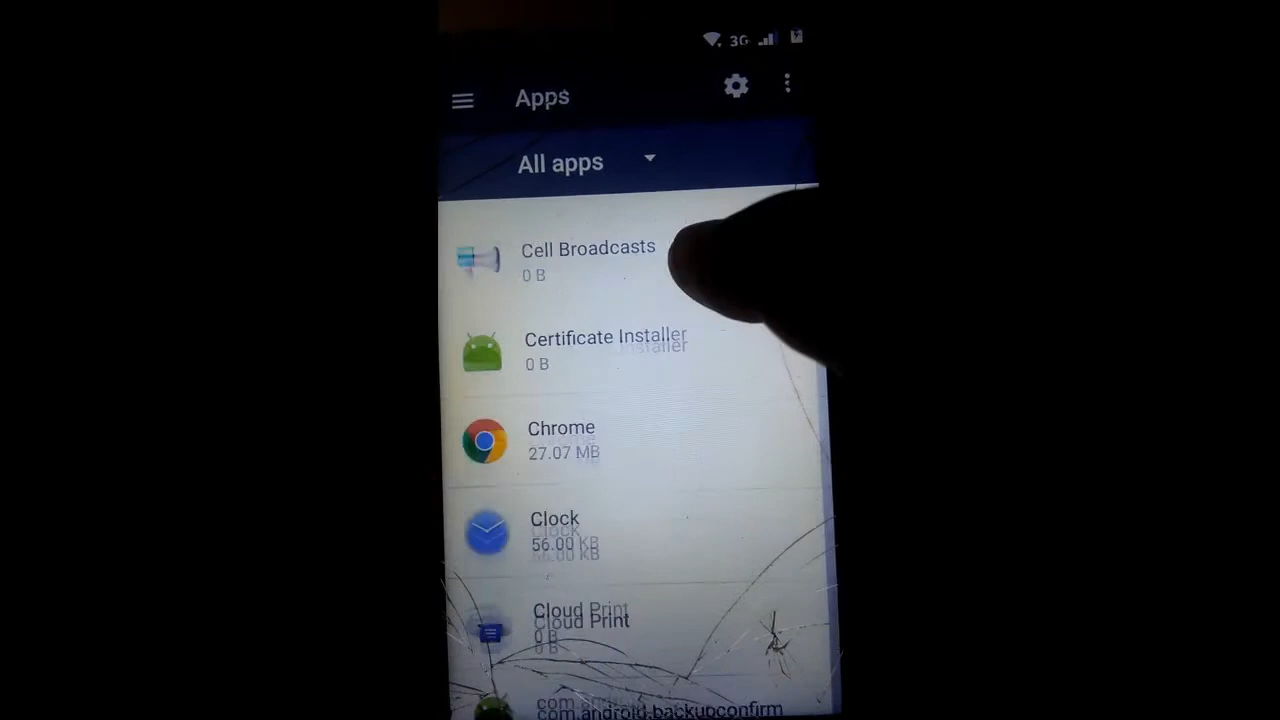 3G
Apps
All apps
Cell Broadcasts
0 B
Certificate Installer
0 B
Chrome
27.07 MB
Clock
56.00 KB
Cloud Print
0 B
com.android.backupconfirm